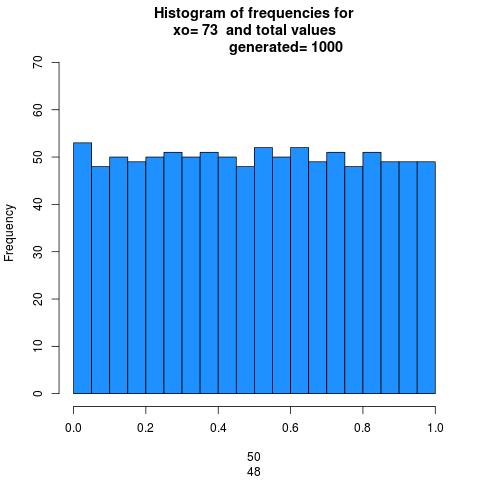 Histogram of frequencies for
xo= 73 and total values
generated= 1000
Frequency
70
60
50
40
30
20
10
0
0.0 0.2 0.4 0.6 0.8 1.0
50
48